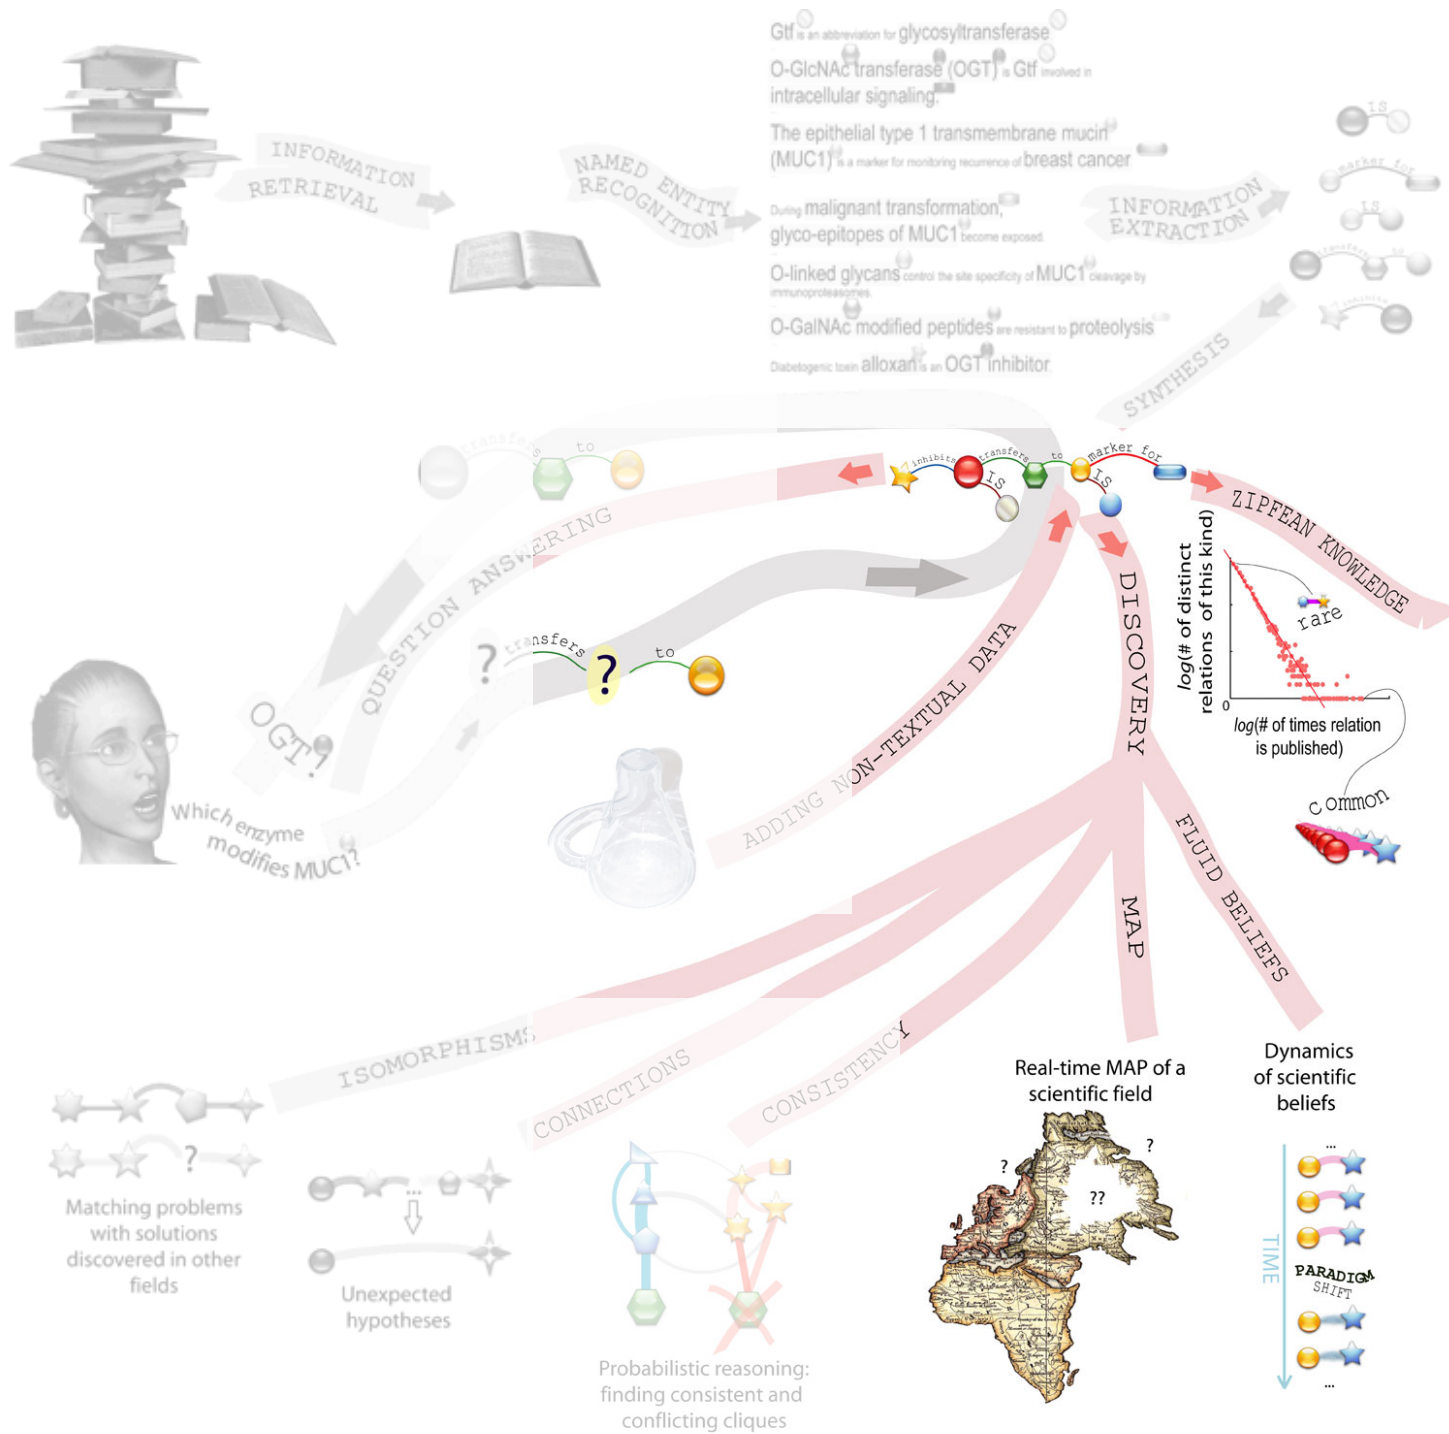 Gtf is an abbreviation for glycosyltransferase
O-GlcNAc transferase (OGT) is Gtf involved in
intracellular signaling.
The epithelial type 1 transmembrane mucin
(MUC1) is a marker for monitoring recurrence of breast cancer
During malignant transformation,
glyco-epitopes of MUC1 become exposed.
O-linked glycans control the site specificity of MUC1 cleavage by
immunoproteasomes.
O-GalNAc modified peptides are resistant to proteolysis
Diabetogenic toxin alloxan is an OGT inhibitor
INFORMATION
RETRIEVAL
NAMED ENTITY
RECOGNITION
INFORMATION
EXTRACTION
IS
marker for
IS
transfers to
inhibits
SYNTHESIS
transfers to
inhibits transfers to marker for
IS
IS
QUESTION ANSWERING
ZIPFEAN KNOWLEDGE
log(# of distinct
relations of this kind)
rare
0
log(# of times relation
is published)
common
? transfers ? to
OGT!
Which enzyme
modifies MUC1?
ADDING NON-TEXTUAL DATA
DISCOVERY
FLUID BELIEFS
MAP
ISOMORPHISMS
CONNECTIONS
CONSISTENCY
?
Matching problems
with solutions
discovered in other
fields
...
Unexpected
hypotheses
Probabilistic reasoning:
finding consistent and
conflicting cliques
Real-time MAP of a
scientific field
?
?
??
Dynamics
of scientific
beliefs
...
TIME
PARADIGM
SHIFT
...